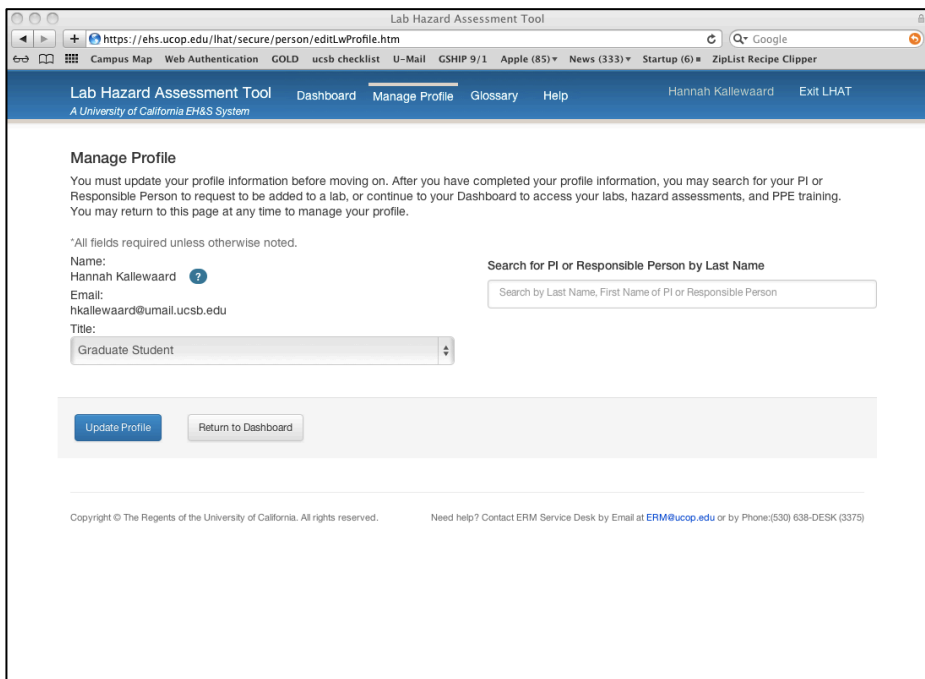 Lab Hazard Assessment Tool
https://ehs.ucop.edu/lhat/secure/person/editLwProfile.htm
Google
Campus Map Web Authentication GOLD ucsb checklist U-Mail GSHIP 9/1 Apple (85) News (333) Startup (6) ZipList Recipe Clipper
Lab Hazard Assessment Tool Dashboard Manage Profile Glossary Help Hannah Kallewaard Exit LHAT
A University of California EH&S System
Manage Profile
You must update your profile information before moving on. After you have completed your profile information, you may search for your PI or
Responsible Person to request to be added to a lab, or continue to your Dashboard to access your labs, hazard assessments, and PPE training.
You may return to this page at any time to manage your profile.
*All fields required unless otherwise noted.
Name:
Hannah Kallewaard ?
Email:
hkallewaard@umail.ucsb.edu
Title:
Graduate Student
Search for PI or Responsible Person by Last Name
Search by Last Name, First Name of PI or Responsible Person
Update Profile Return to Dashboard
Copyright © The Regents of the University of California. All rights reserved. Need help? Contact ERM Service Desk by Email at ERM@ucop.edu or by Phone:(530) 638-DESK (3375)